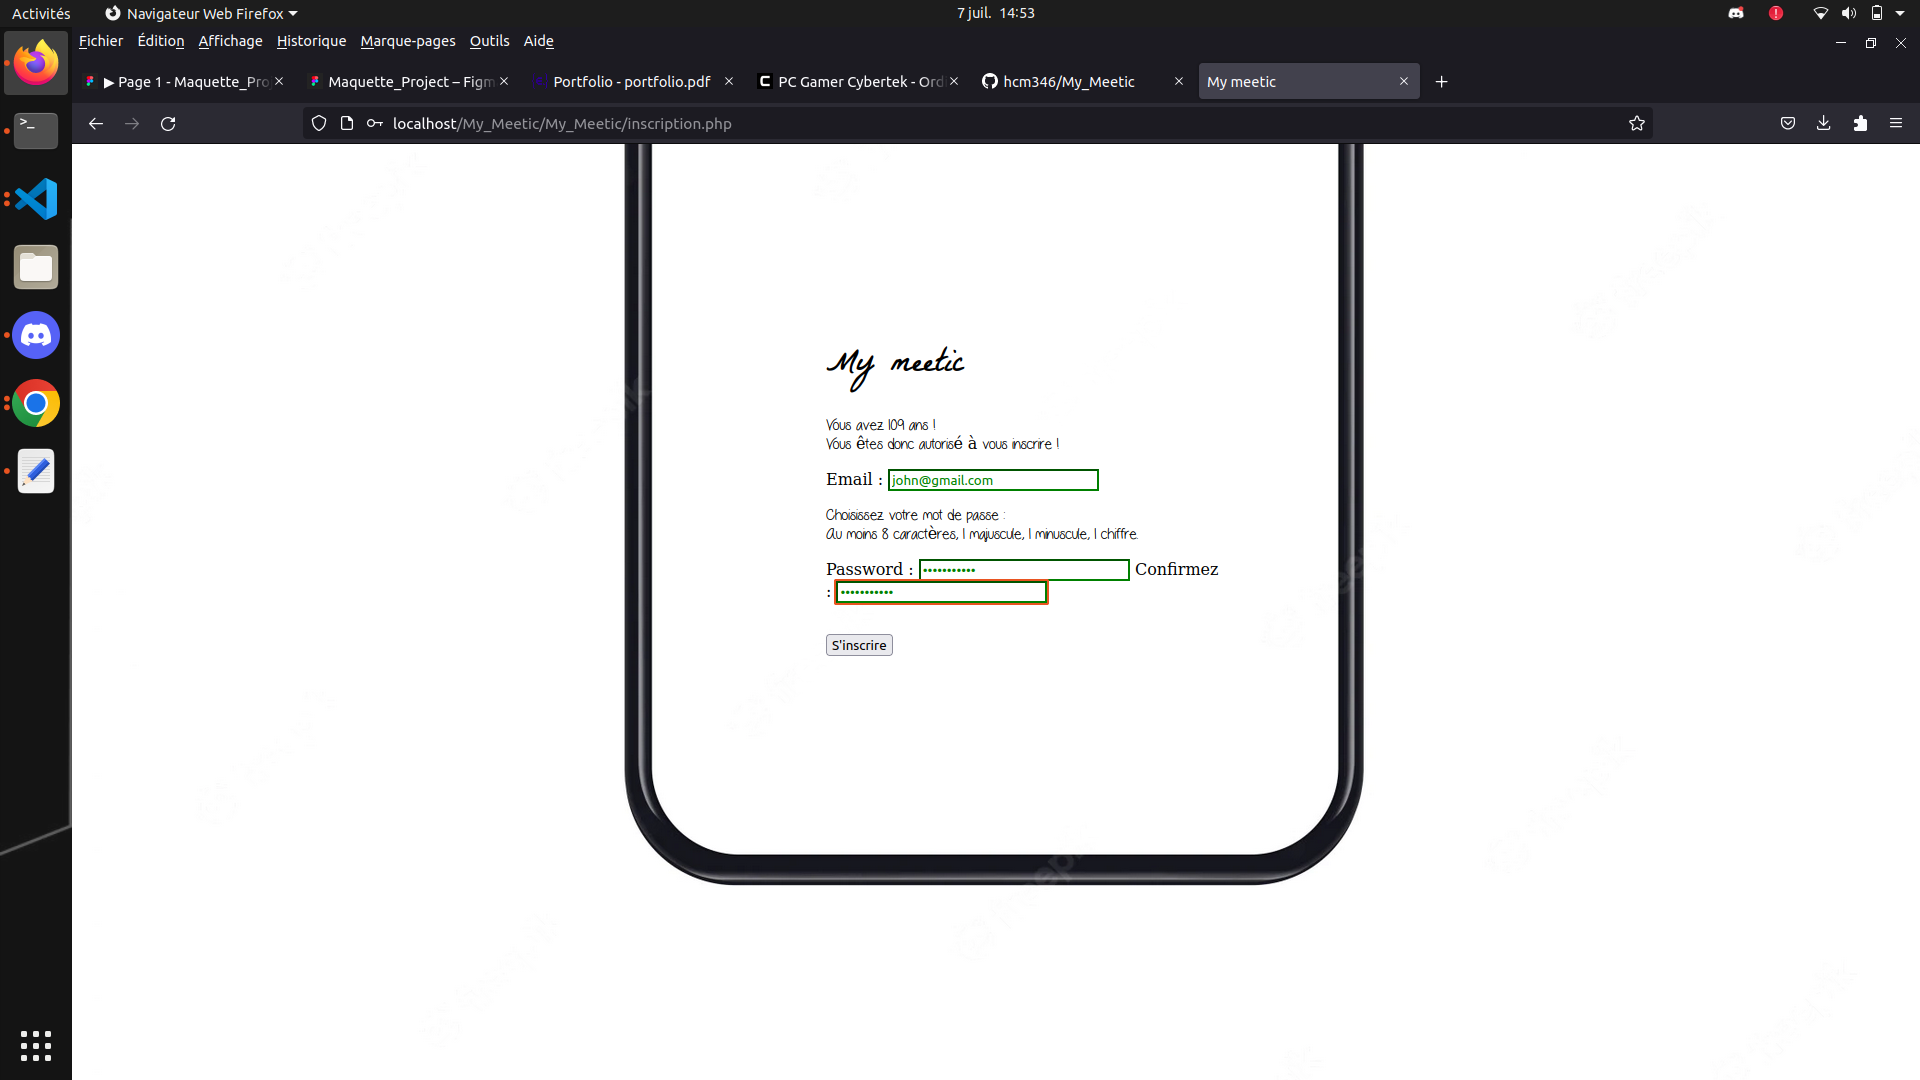 Activités
Navigateur Web Firefox
7 juil. 14:53
Fichier Édition Affichage Historique Marque-pages Outils Aide
▶ Page 1 - Maquette_Pro
Maquette_Project – Figm
Portfolio - portfolio.pdf
PC Gamer Cybertek - Ord
hcm346/My_Meetic
My meetic
localhost/My_Meetic/My_Meetic/inscription.php
My meetic
Vous avez 109 ans !
Vous êtes donc autorisé à vous inscrire !
Email : john@gmail.com
Choisissez votre mot de passe :
Au moins 8 caractères, 1 majuscule, 1 minuscule, 1 chiffre.
Password : ••••••••••• Confirmez
: •••••••••••
S'inscrire